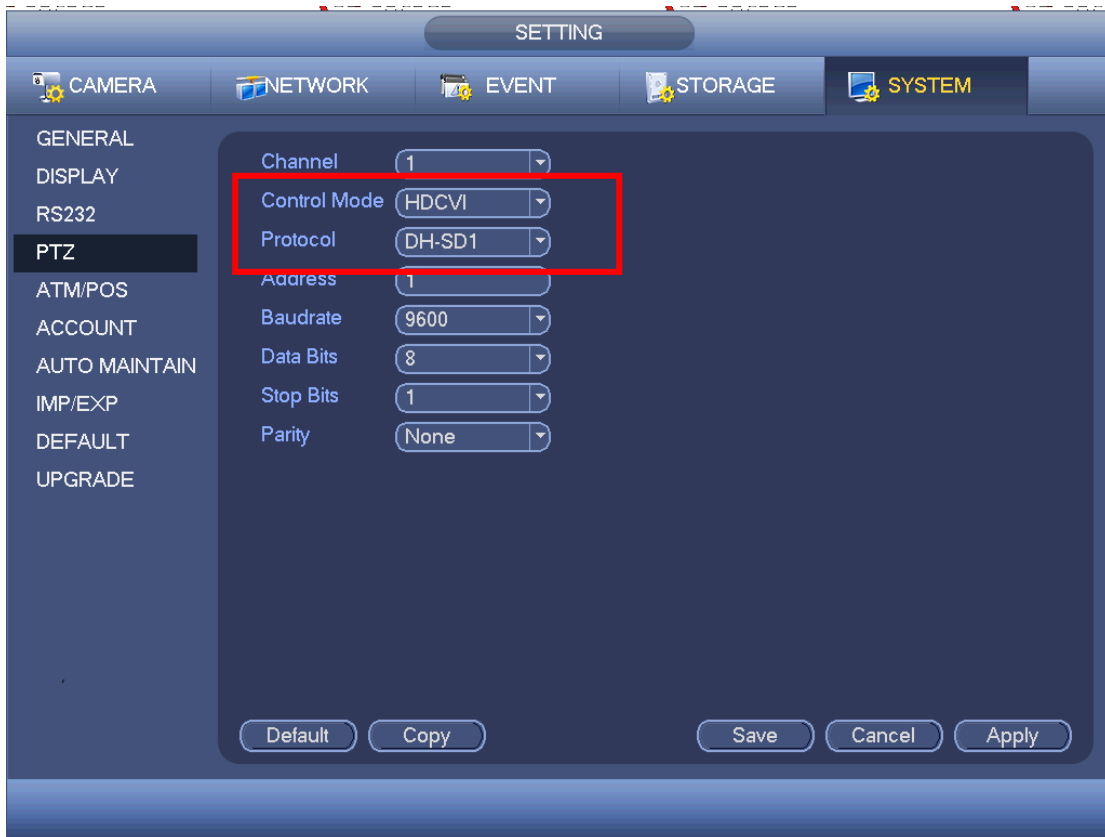 SETTING
CAMERA NETWORK EVENT STORAGE SYSTEM
GENERAL
DISPLAY
RS232
PTZ
ATM/POS
ACCOUNT
AUTO MAINTAIN
IMP/EXP
DEFAULT
UPGRADE
Channel 1
Control Mode HDCVI
Protocol DH-SD1
Address 1
Baudrate 9600
Data Bits 8
Stop Bits 1
Parity None
Default Copy Save Cancel Apply